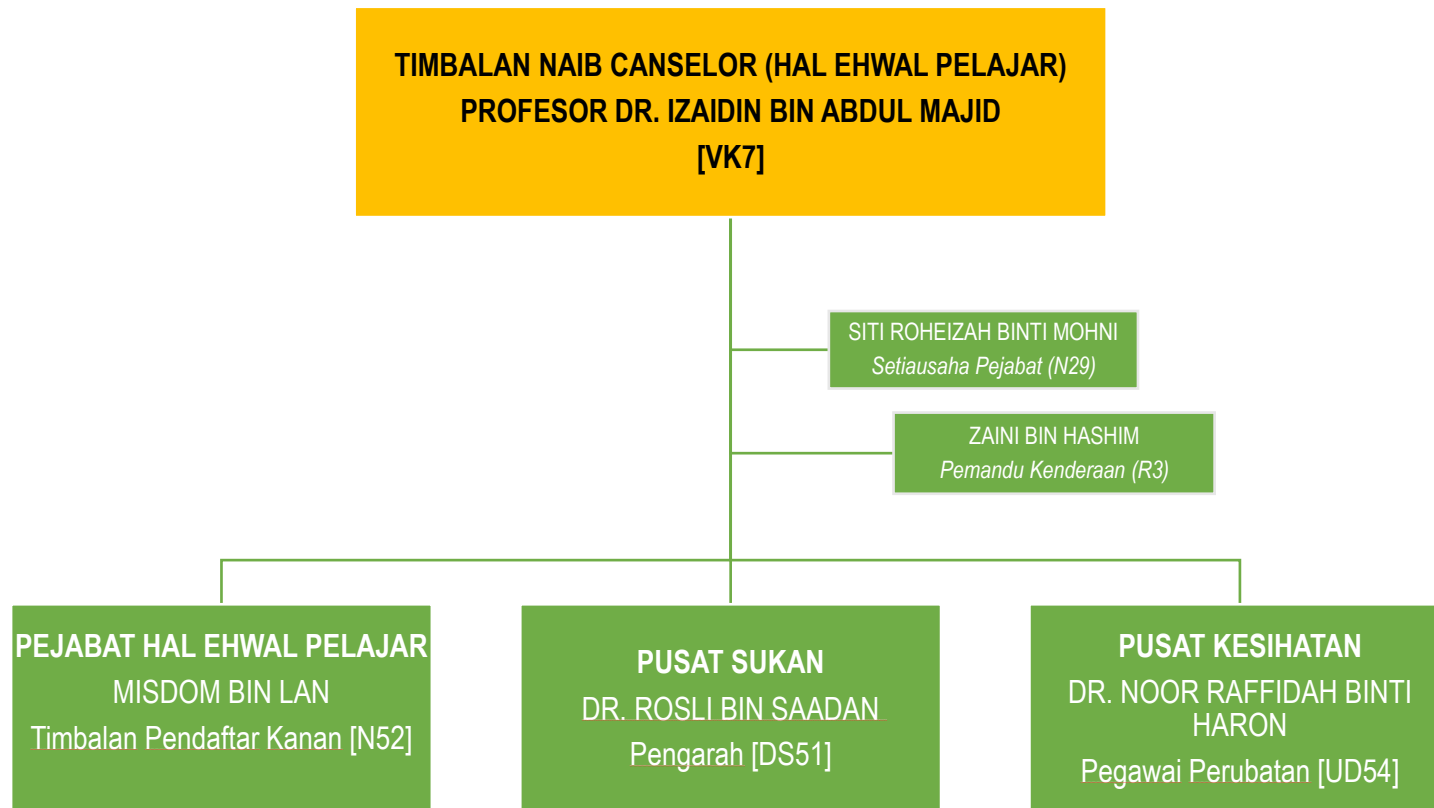 TIMBALAN NAIB CANSELOR (HAL EHWAL PELAJAR)
PROFESOR DR. IZAIDIN BIN ABDUL MAJID
[VK7]
SITI ROHEIZAH BINTI MOHNI
Setiausaha Pejabat (N29)
ZAINI BIN HASHIM
Pemandu Kenderaan (R3)
PEJABAT HAL EHWAL PELAJAR
MISDOM BIN LAN
Timbalan Pendaftar Kanan [N52]
PUSAT SUKAN
DR. ROSLI BIN SAADAN
Pengarah [DS51]
PUSAT KESIHATAN
DR. NOOR RAFFIDAH BINTI
HARON
Pegawai Perubatan [UD54]